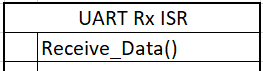 UART Rx ISR
Receive_Data()